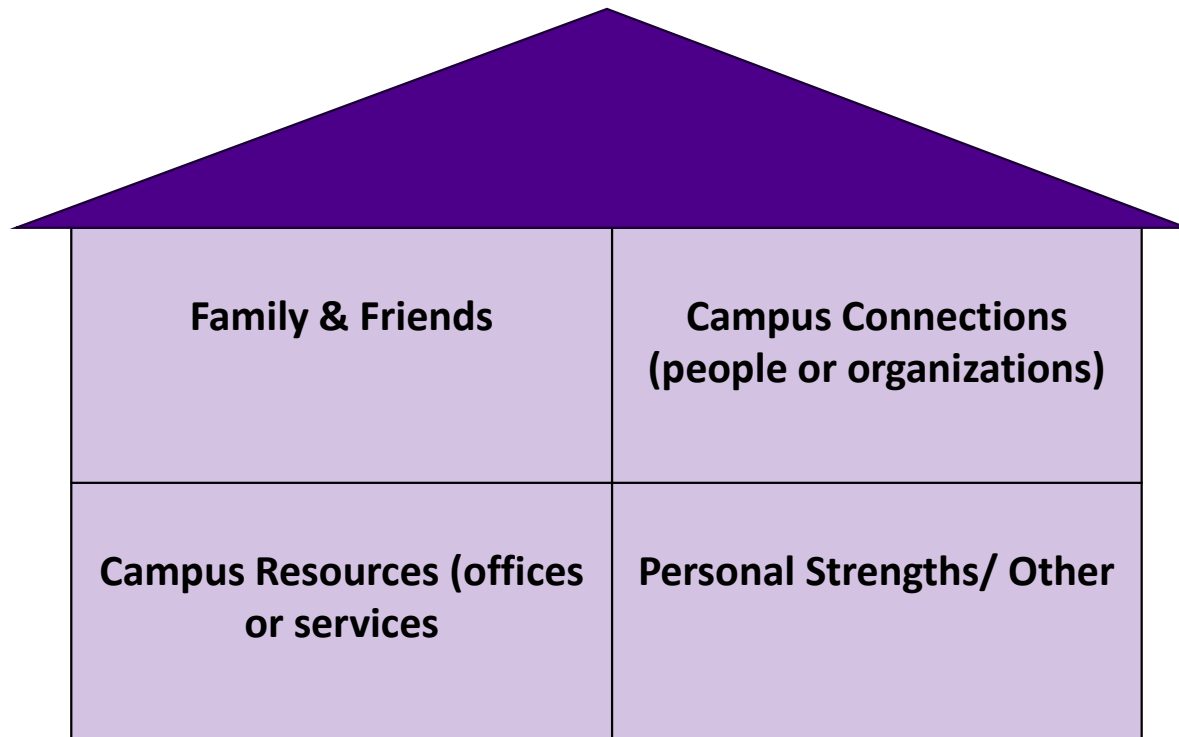 Family & Friends
Campus Connections
(people or organizations)
Campus Resources (offices
or services
Personal Strengths/ Other